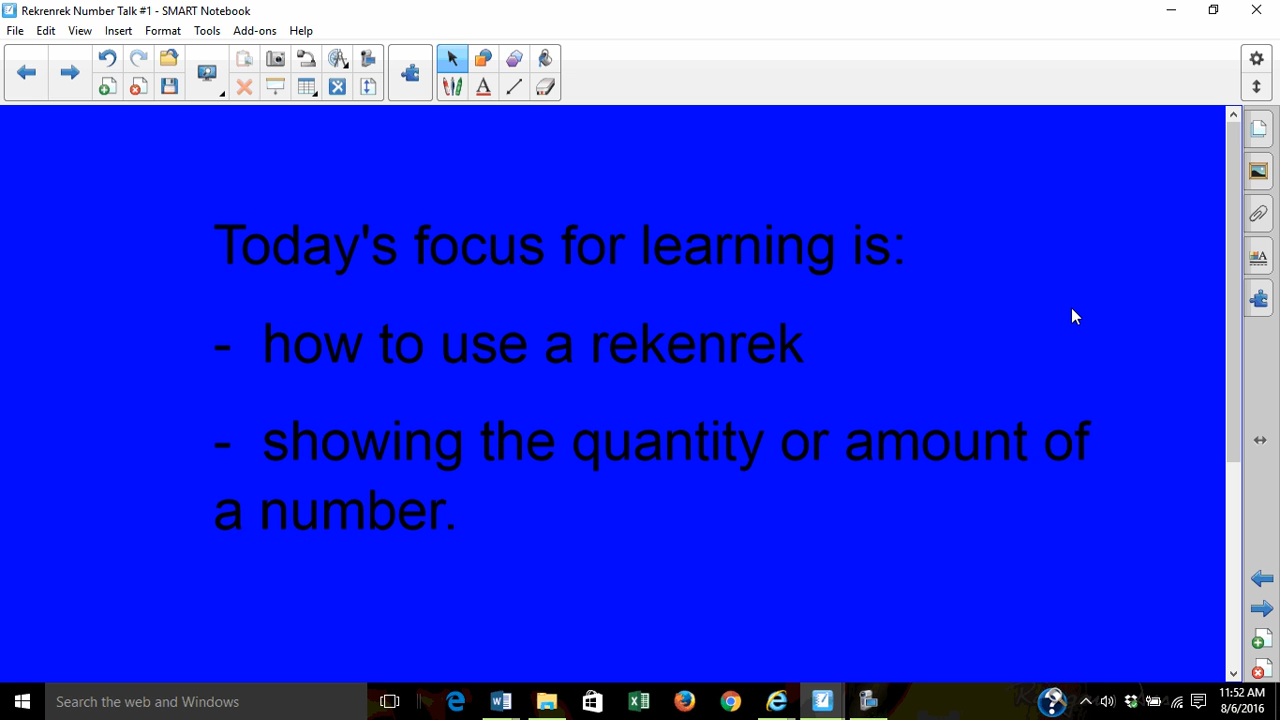 Rekrenrek Number Talk #1 - SMART Notebook
File Edit View Insert Format Tools Add-ons Help
Today's focus for learning is:
- how to use a rekenrek
- showing the quantity or amount of
a number.
Search the web and Windows
11:52 AM
8/6/2016